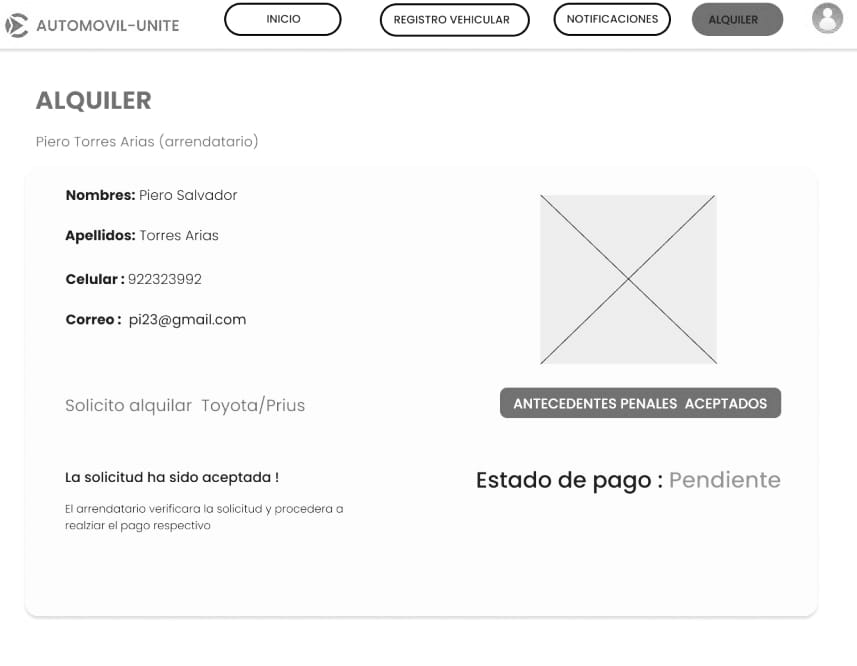 AUTOMOVIL-UNITE
INICIO
REGISTRO VEHICULAR
NOTIFICACIONES
ALQUILER
ALQUILER
Piero Torres Arias (arrendatario)
Nombres: Piero Salvador
Apellidos: Torres Arias
Celular : 922323992
Correo : pi23@gmail.com
Solicito alquilar Toyota/Prius
ANTECEDENTES PENALES ACEPTADOS
La solicitud ha sido aceptada !
Estado de pago : Pendiente
El arrendatario verificara la solicitud y procedera a
realziar el pago respectivo